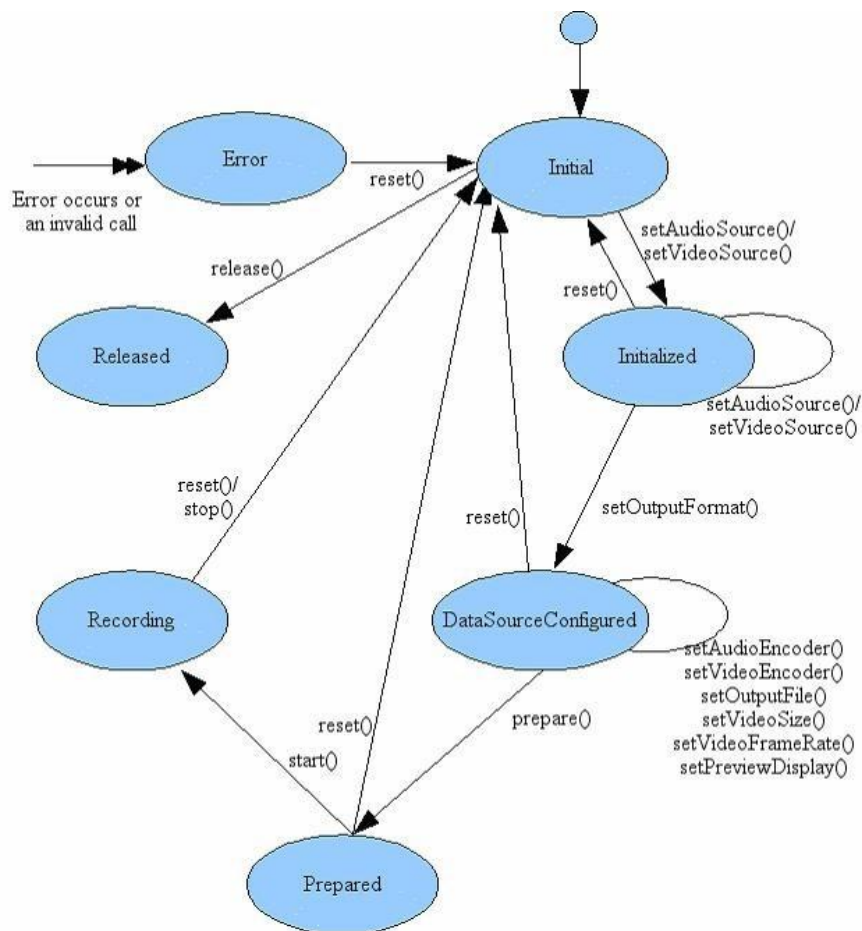 Error
Initial
reset()
Error occurs or
an invalid call
setAudioSource()/
setVideoSource()
release()
reset()
Released
Initialized
setAudioSource()/
setVideoSource()
reset()/
stop()
reset()
setOutputFormat()
Recording
DataSourceConfigured
setAudioEncoder()
setVideoEncoder()
setOutputFile()
setVideoSize()
setVideoFrameRate()
setPreviewDisplay()
reset()
prepare()
start()
Prepared